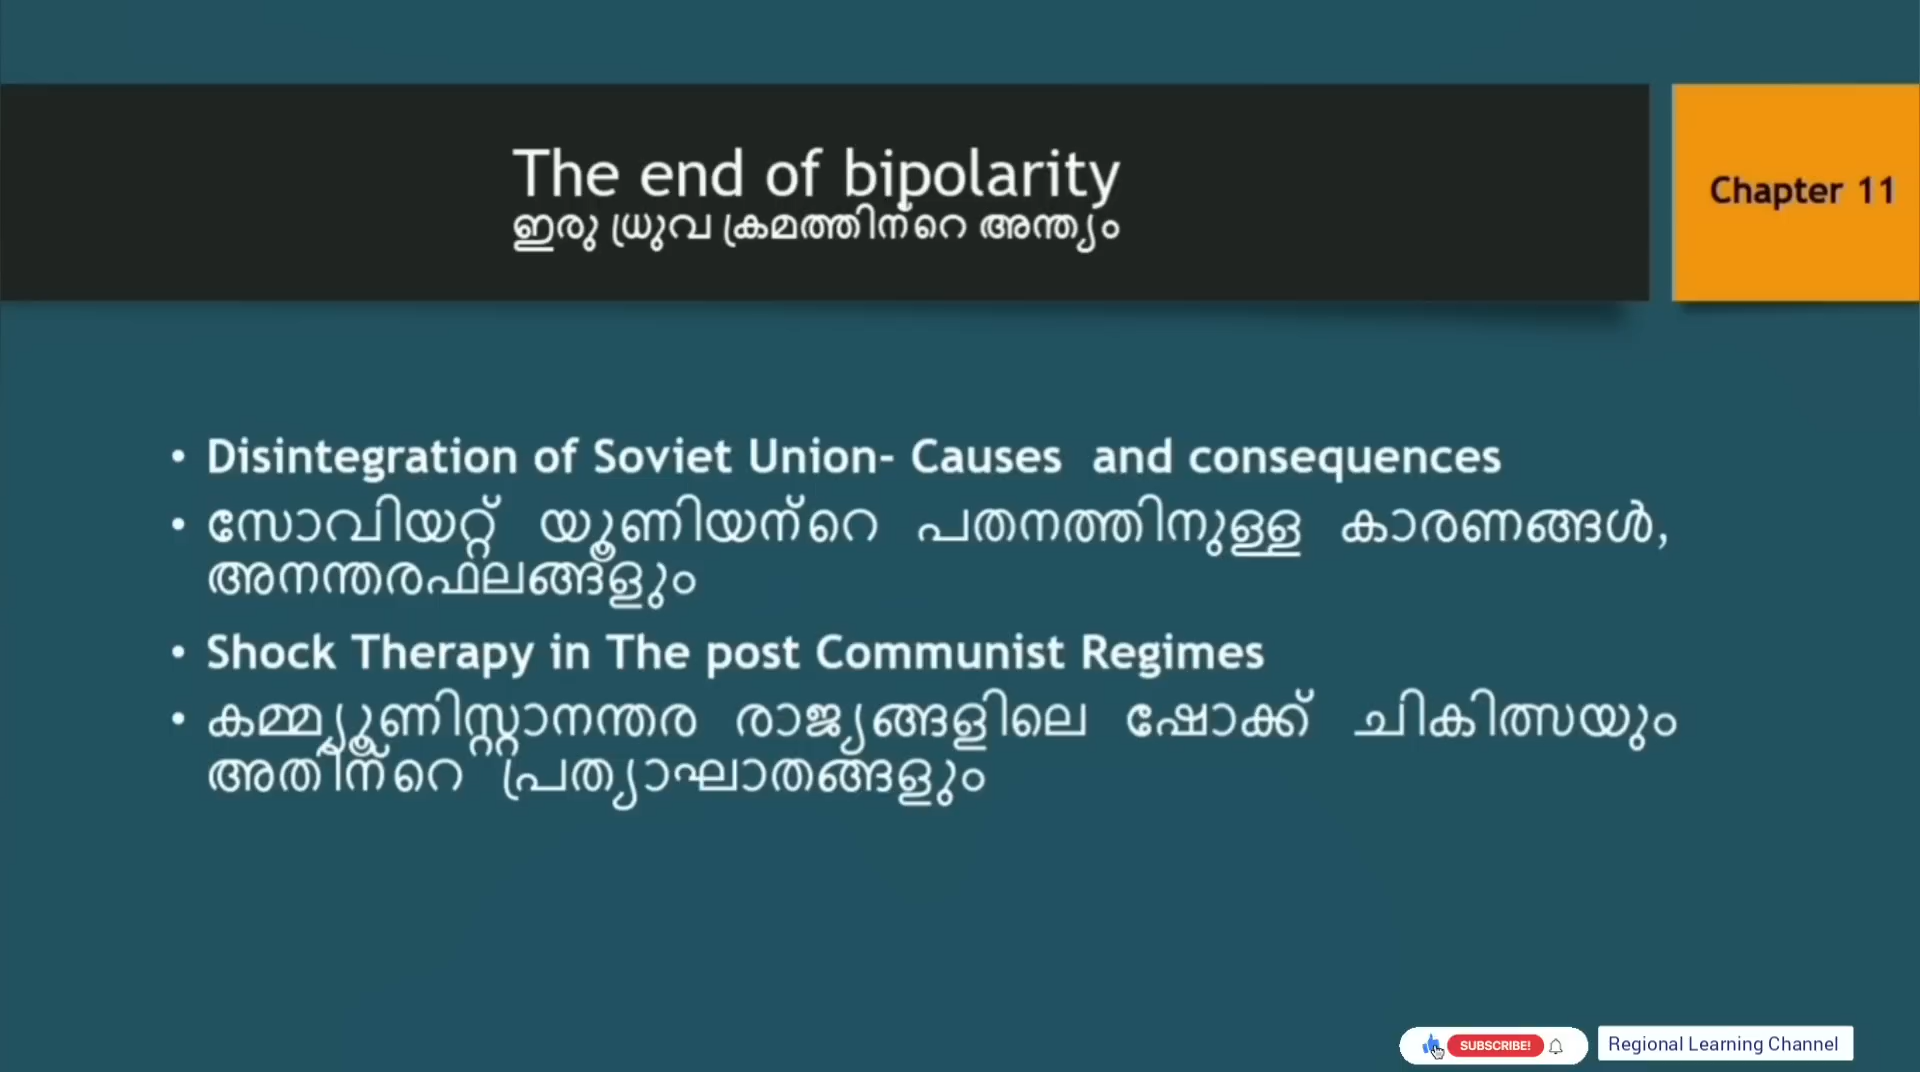 The end of bipolarity
ഇരു ധ്രുവ ക്രമത്തിന്റെ അന്ത്യം
Chapter 11
• Disintegration of Soviet Union- Causes and consequences
• സോവിയറ്റ് യൂണിയന്റെ പതനത്തിനുള്ള കാരണങ്ങൾ,
അനന്തരഫലങ്ങളും
• Shock Therapy in The post Communist Regimes
• കമ്മ്യൂണിസ്റ്റാനന്തര രാജ്യങ്ങളിലെ ഷോക്ക് ചികിത്സയും
അതിന്റെ പ്രത്യാഘാതങ്ങളും
SUBSCRIBE!
Regional Learning Channel